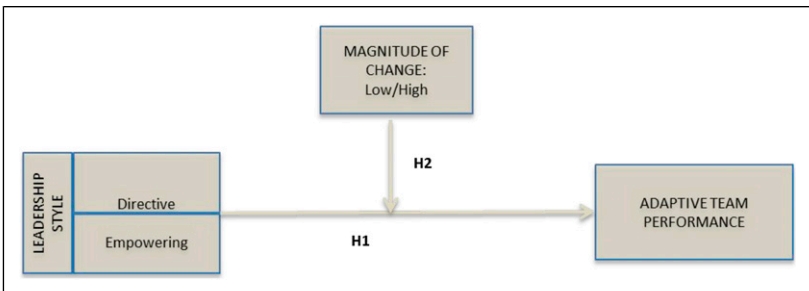 MAGNITUDE OF
CHANGE:
Low/High
H2
LEADERSHIP
STYLE
Directive
Empowering
H1
ADAPTIVE TEAM
PERFORMANCE